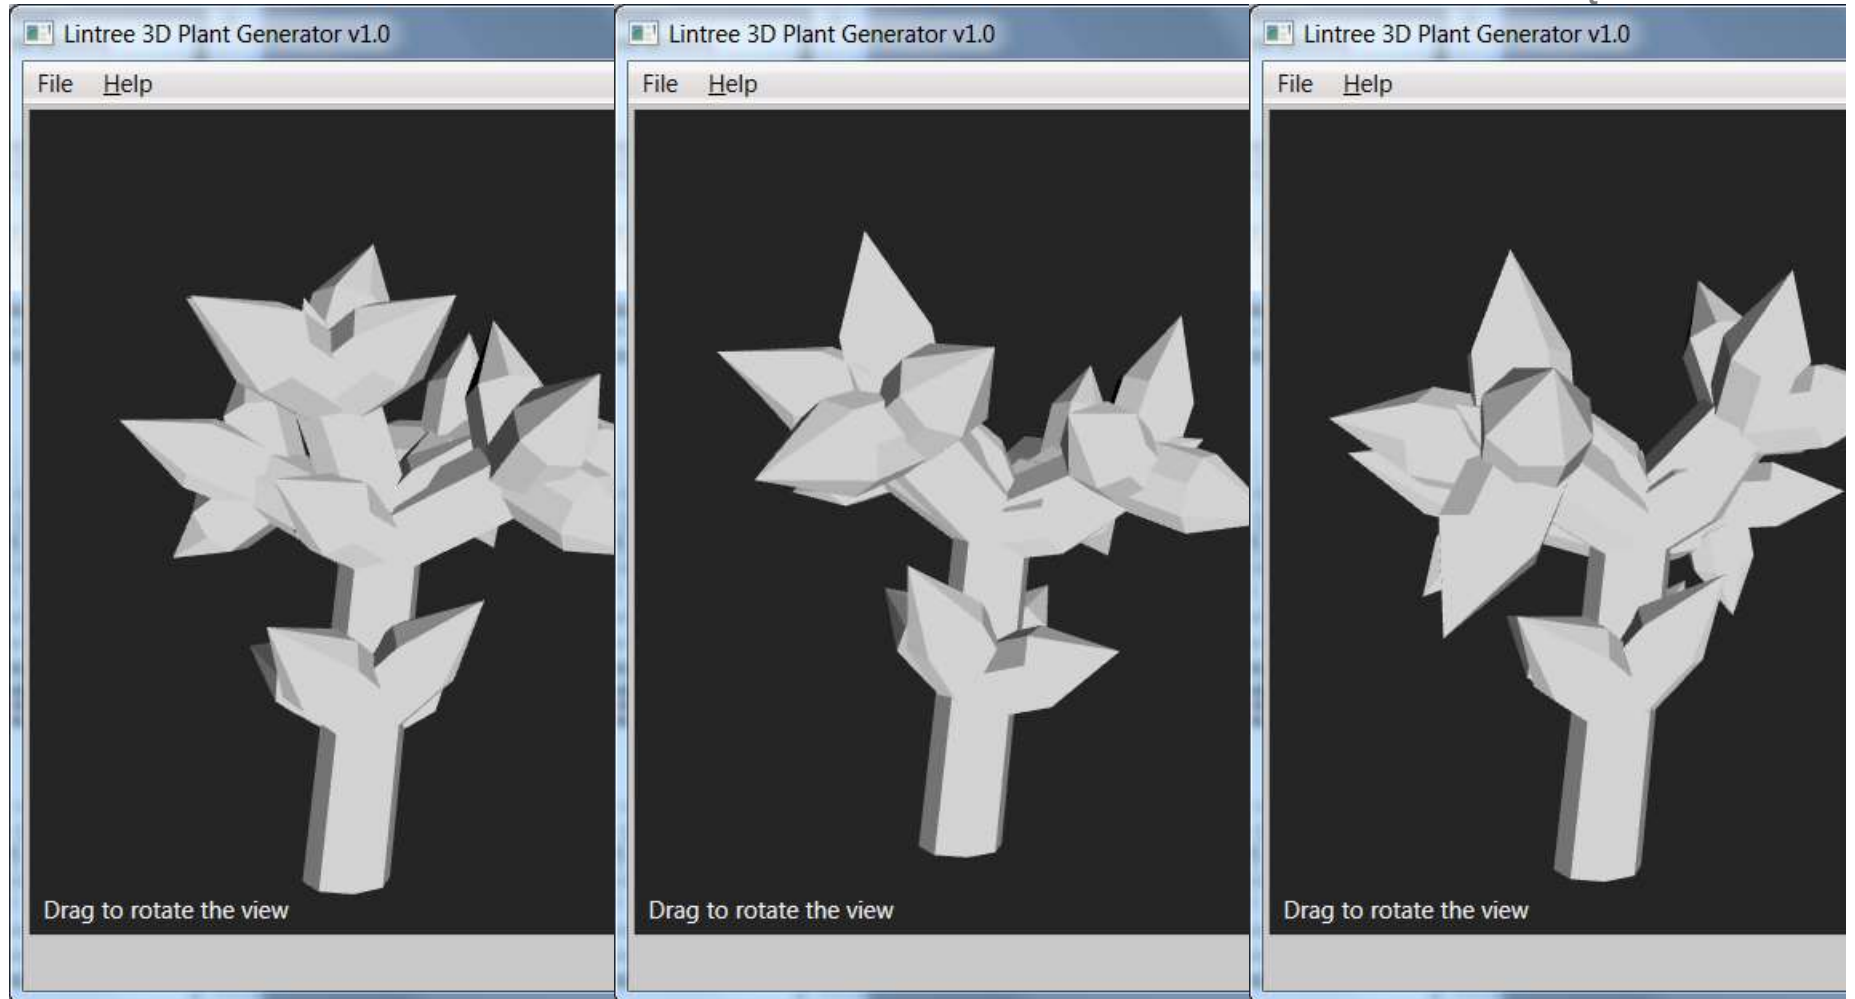 Lintree 3D Plant Generator v1.0
File Help
Drag to rotate the view
Lintree 3D Plant Generator v1.0
File Help
Drag to rotate the view
Lintree 3D Plant Generator v1.0
File Help
Drag to rotate the view